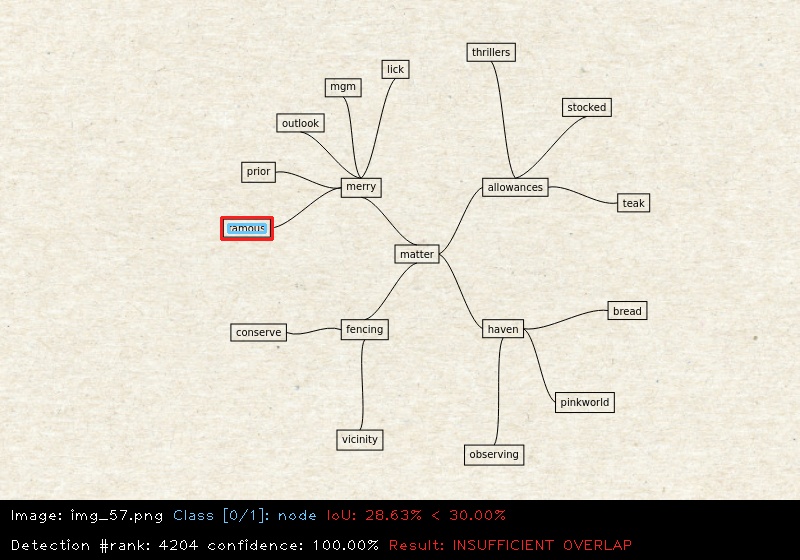 thrillers
lick
mgm
stocked
outlook
prior
merry
allowances
teak
famous
matter
bread
fencing
haven
conserve
pinkworld
vicinity
observing
Image: img_57.png Class [0/1]: node IoU: 28.63% < 30.00%
Detection #rank: 4204 confidence: 100.00% Result: INSUFFICIENT OVERLAP